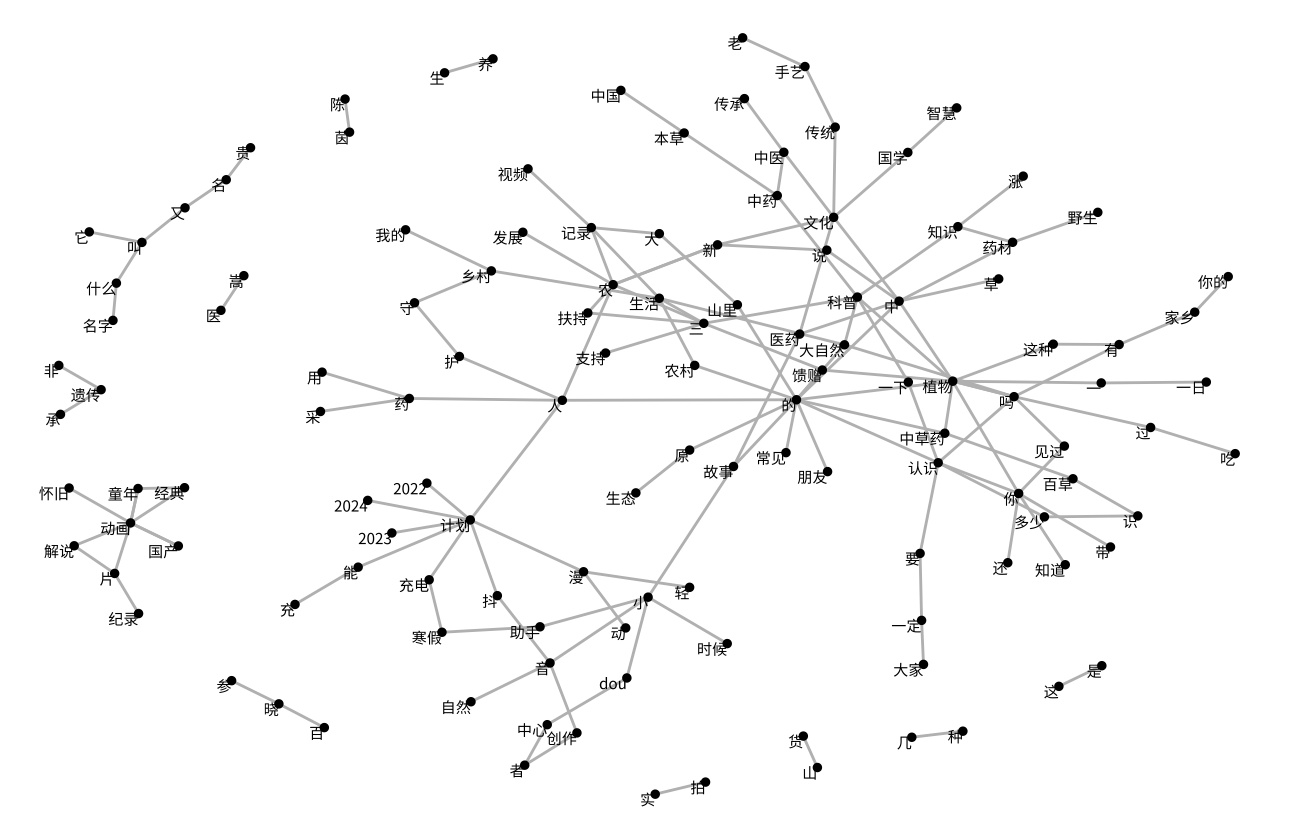 老
养
生
手艺
中国
传承
陈
智慧
本草
传统
茵
贵
中医
国学
视频
名
涨
中药
又
野生
文化
它
我的
发展
记录
大
知识
叫
新
药材
说
乡村
嵩
你的
什么
农
生活
草
守
山里
科普
中
医
扶持
家乡
名字
三
医药
大自然
这种
有
支持
护
非
农村
馈赠
用
一下
植物
一
一日
遗传
药
人
的
吗
采
承
中草药
过
见过
原
常见
吃
故事
认识
朋友
百草
2022
怀旧
童年
经典
生态
你
2024
动画
计划
多少
识
2023
解说
国产
带
要
还
知道
能
片
充电
漫
轻
抖
小
充
纪录
寒假
助手
动
一定
时候
音
大家
参
dou
是
这
晓
自然
百
中心
创作
货
几
种
者
山
拍
实